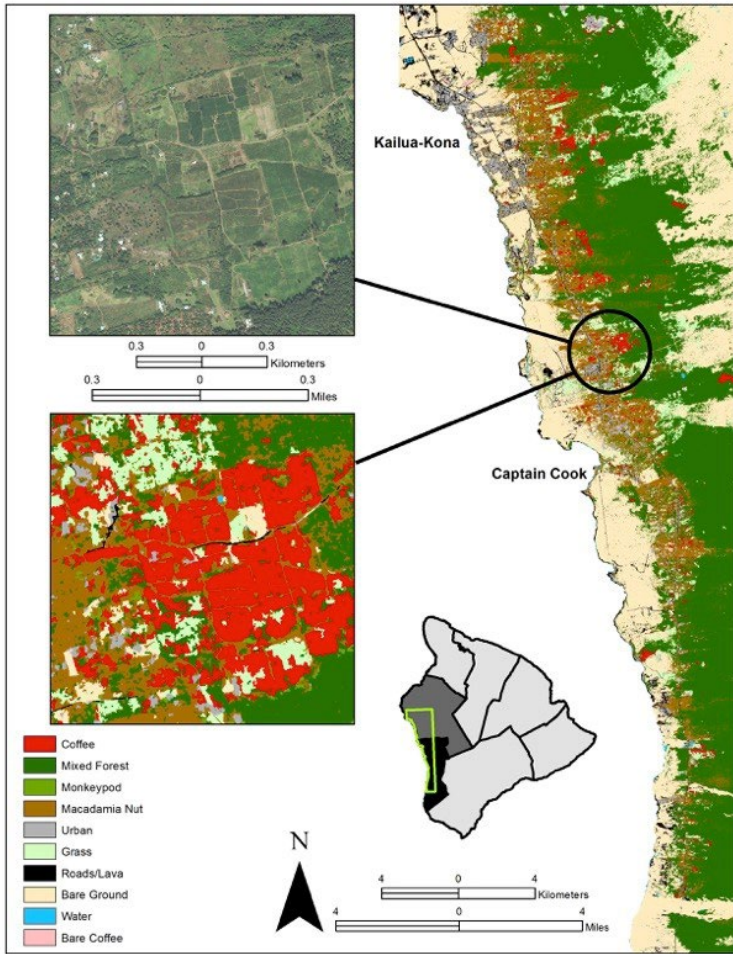 Kailua-Kona
0.3 0 0.3
Kilometers
0.3 0 0.3
Miles
Captain Cook
Coffee
Mixed Forest
Monkeypod
Macadamia Nut
Urban
Grass
Roads/Lava
Bare Ground
Water
Bare Coffee
N
4 0 4
Kilometers
4 0 4
Miles